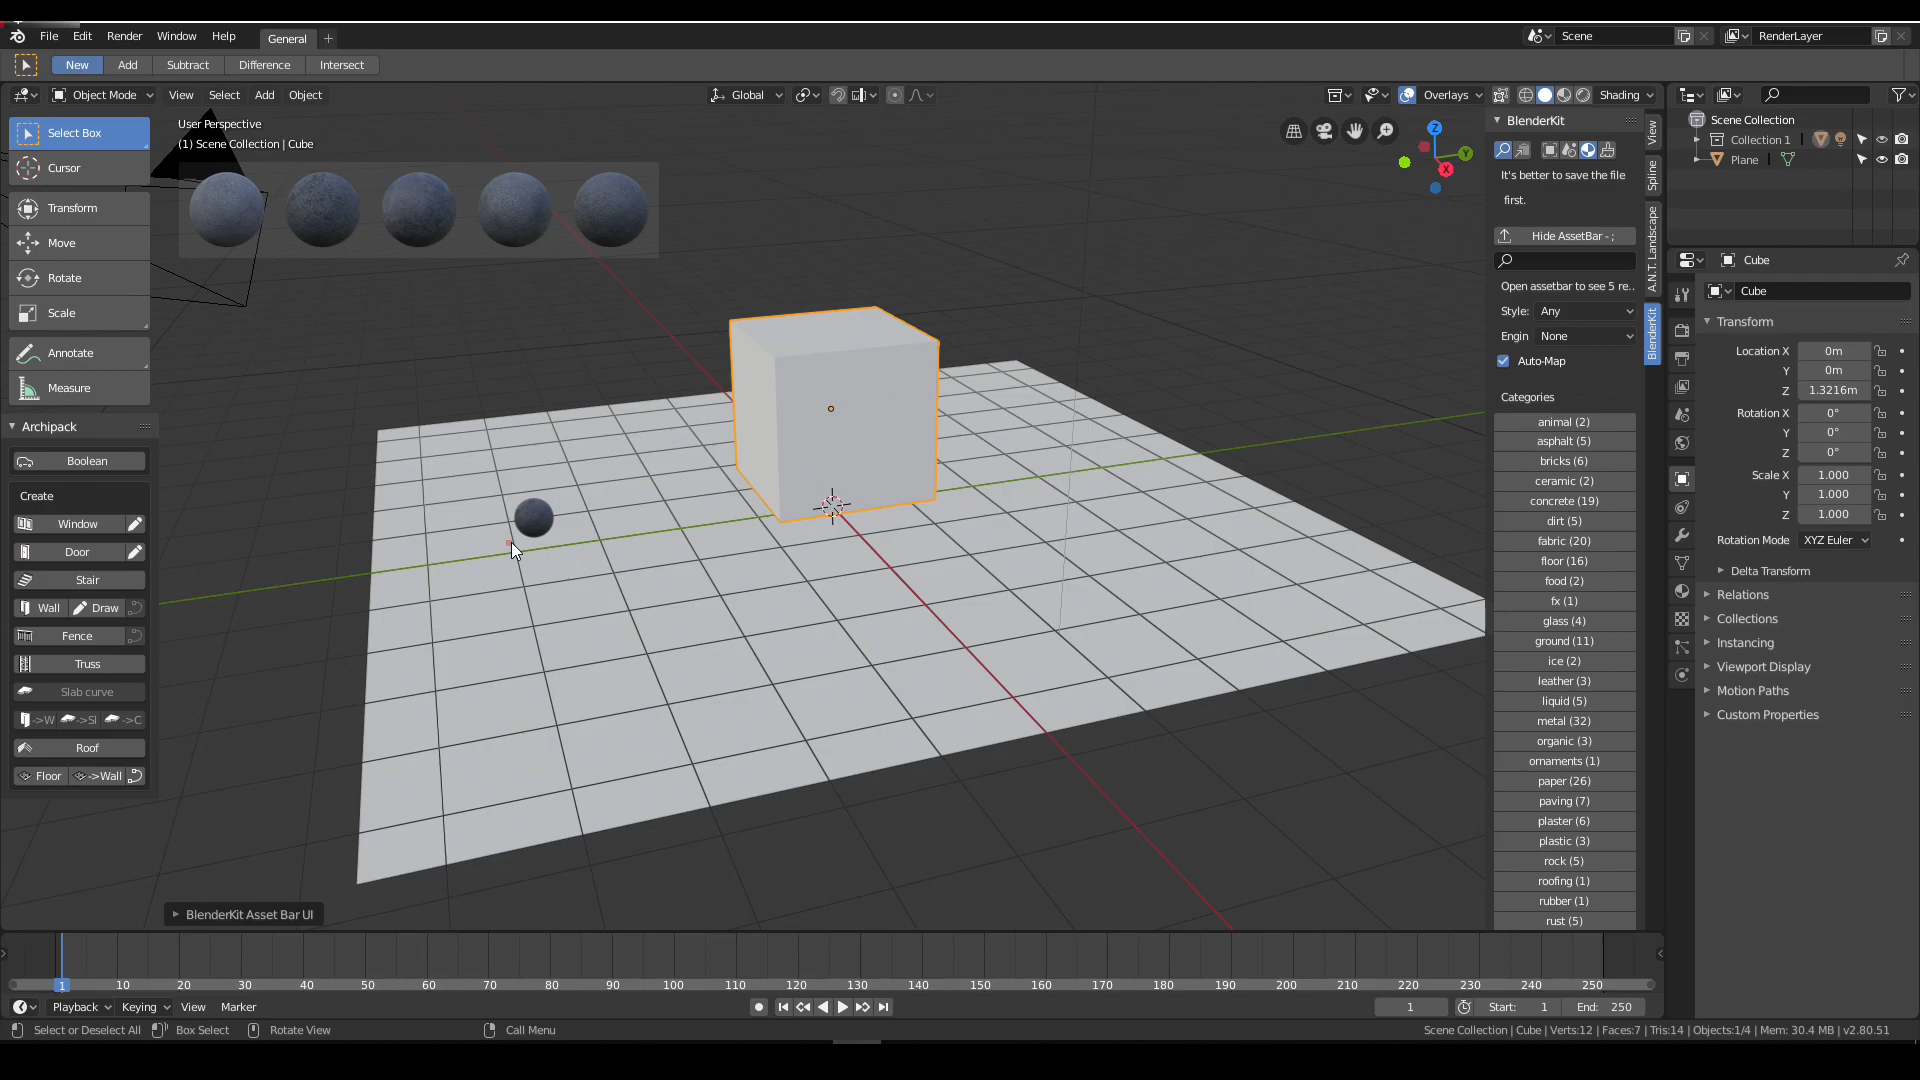 File Edit Render Window Help General + Scene RenderLayer
New Add Subtract Difference Intersect
Object Mode View Select Add Object Global Overlays Shading
Select Box
Cursor
Transform
Move
Rotate
Scale
Annotate
Measure
Archipack
Boolean
Create
Window
Door
Stair
Wall Draw
Fence
Truss
Slab curve
->W ->Sl ->C
Roof
Floor ->Wall
User Perspective
(1) Scene Collection | Cube
Z
Y
X
BlenderKit Asset Bar UI
BlenderKit
It's better to save the file
first.
Hide AssetBar - ;
Open assetbar to see 5 re..
Style: Any
Engin None
Auto-Map
Categories
animal (2)
asphalt (5)
bricks (6)
ceramic (2)
concrete (19)
dirt (5)
fabric (20)
floor (16)
food (2)
fx (1)
glass (4)
ground (11)
ice (2)
leather (3)
liquid (5)
metal (32)
organic (3)
ornaments (1)
paper (26)
paving (7)
plaster (6)
plastic (3)
rock (5)
roofing (1)
rubber (1)
rust (5)
View
Spline
A.N.T. Landscape
BlenderKit
Scene Collection
Collection 1
Plane
Cube
Cube
Transform
Location X 0m
Y 0m
Z 1.3216m
Rotation X 0°
Y 0°
Z 0°
Scale X 1.000
Y 1.000
Z 1.000
Rotation Mode XYZ Euler
Delta Transform
Relations
Collections
Instancing
Viewport Display
Motion Paths
Custom Properties
1 10 20 30 40 50 60 70 80 90 100 110 120 130 140 150 160 170 180 190 200 210 220 230 240 250
Playback Keying View Marker 1 Start: 1 End: 250
Select or Deselect All Box Select Rotate View Call Menu Scene Collection | Cube | Verts:12 | Faces:7 | Tris:14 | Objects:1/4 | Mem: 30.4 MB | v2.80.51